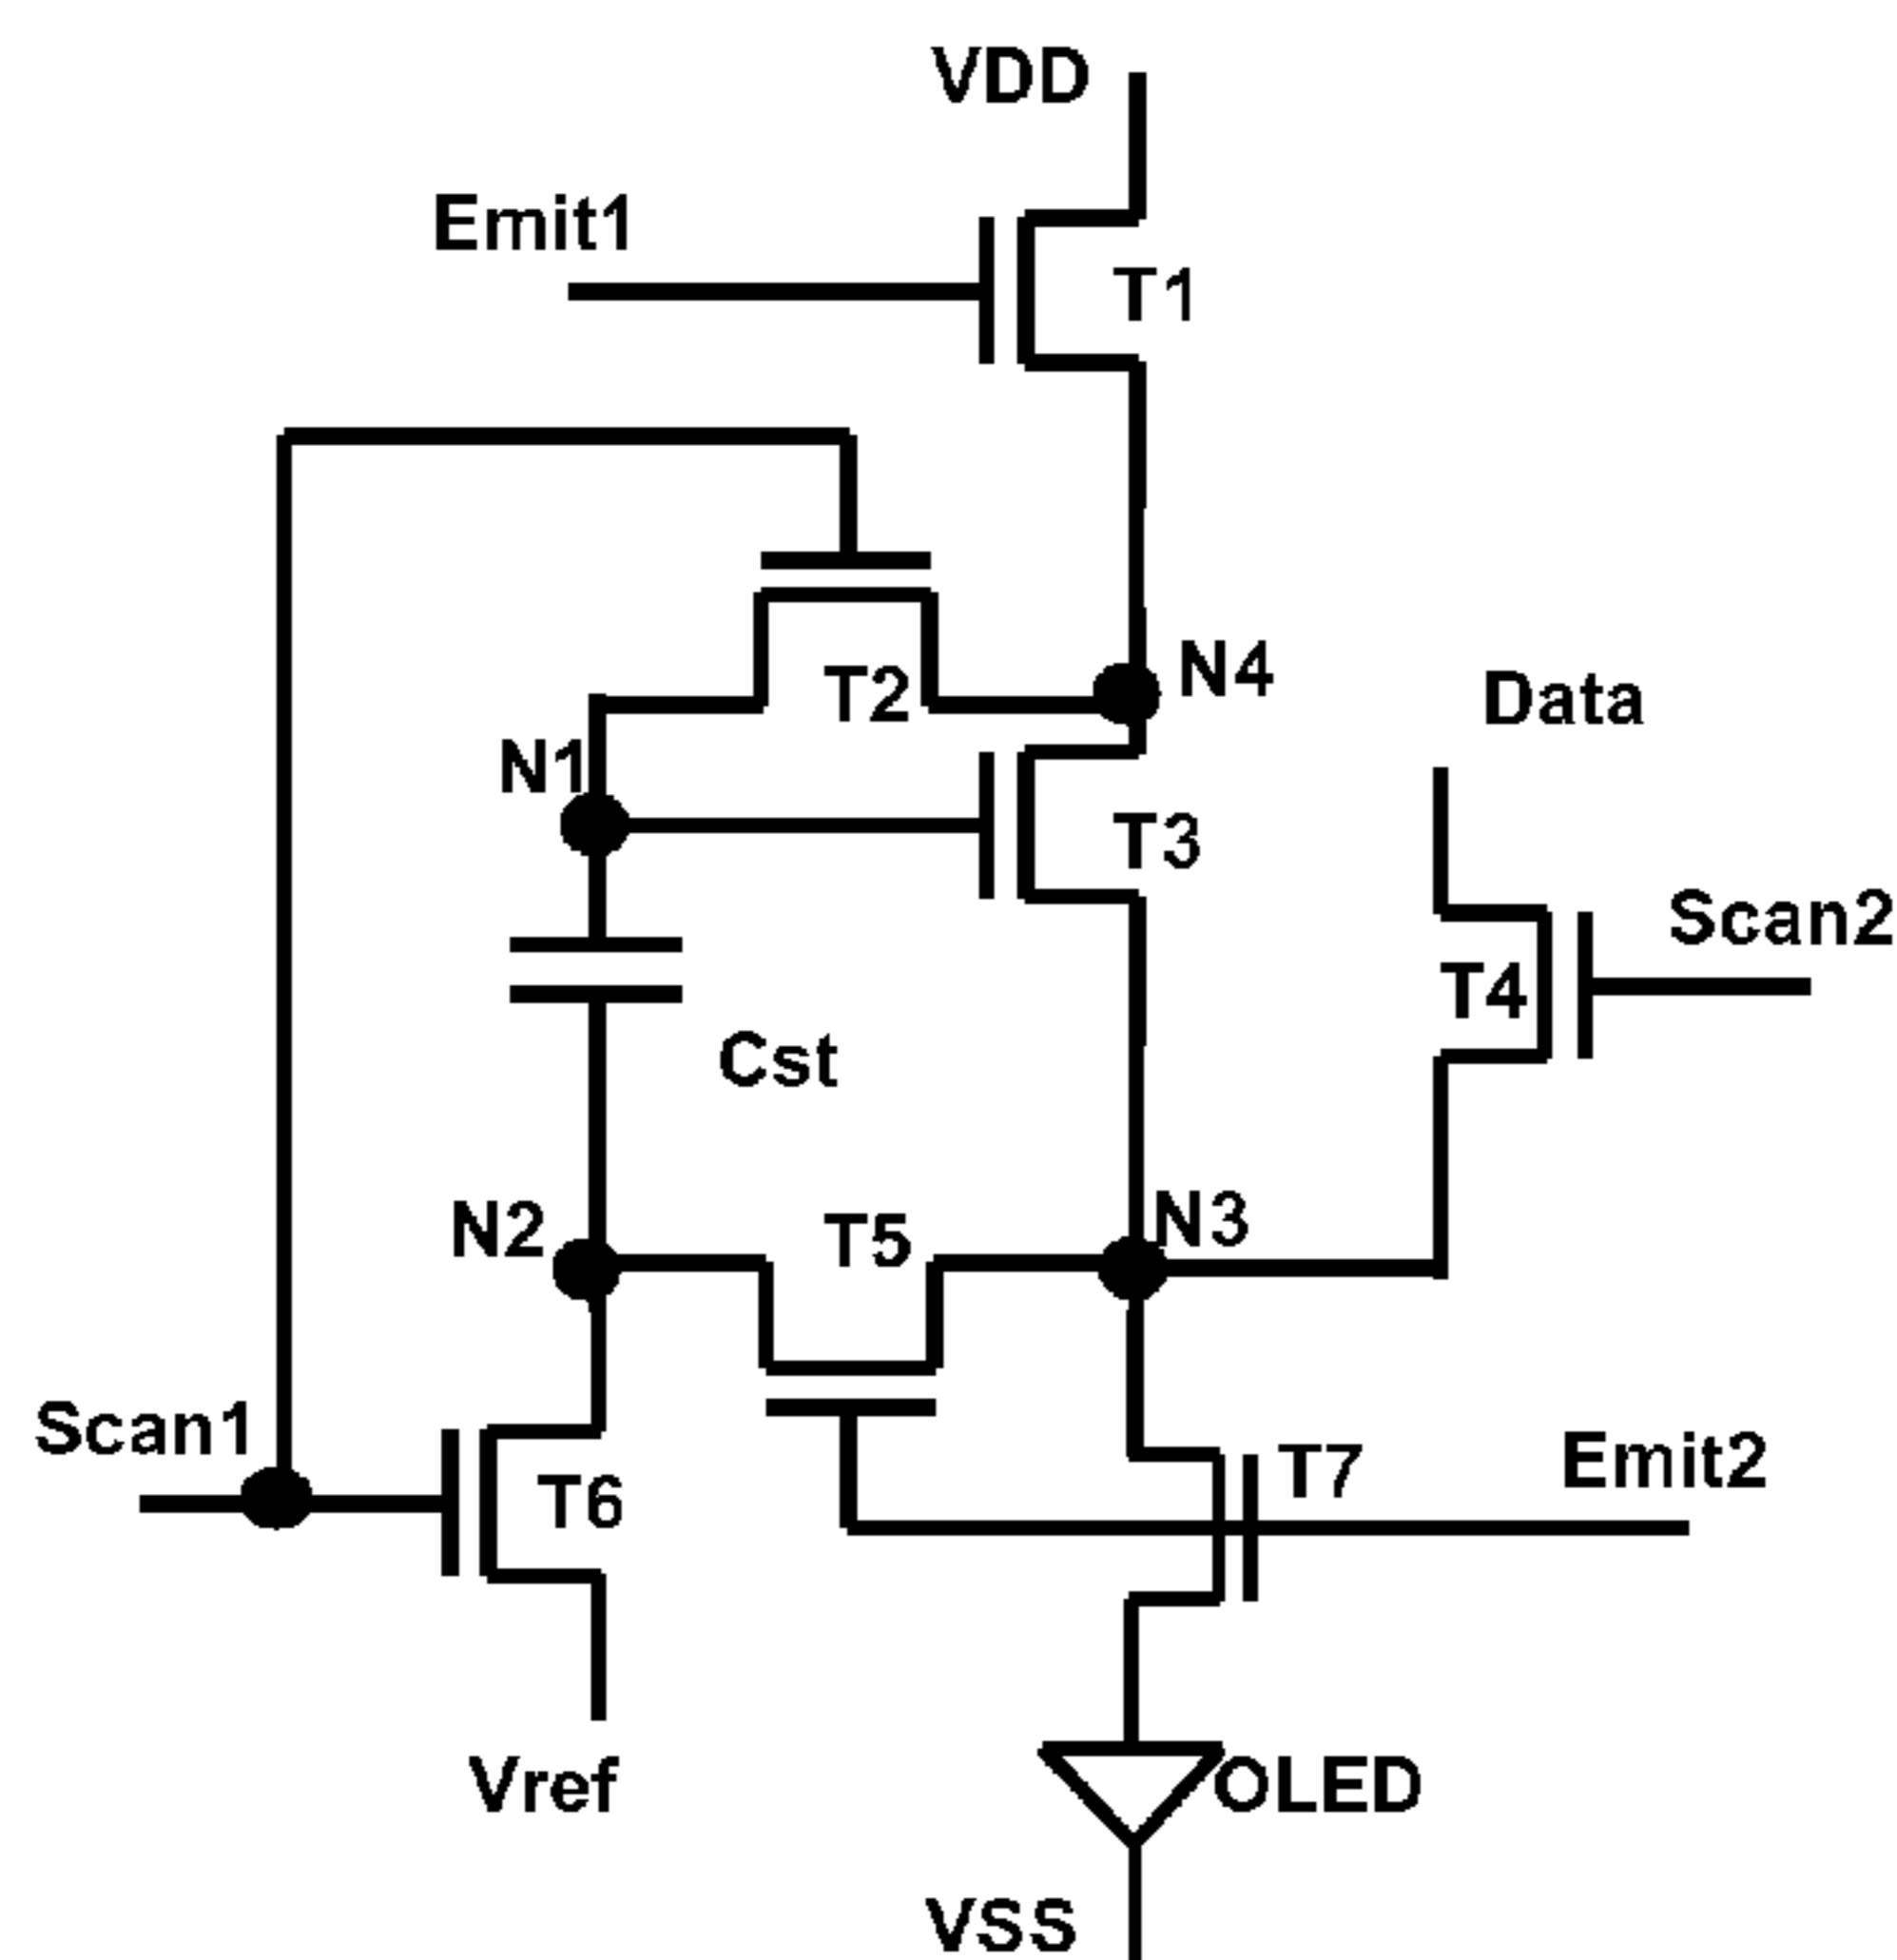 VDD
Emit1
T1
T2
N4
Data
N1
T3
Scan2
T4
Cst
N2
T5
N3
Scan1
T6
T7
Emit2
Vref
OLED
VSS